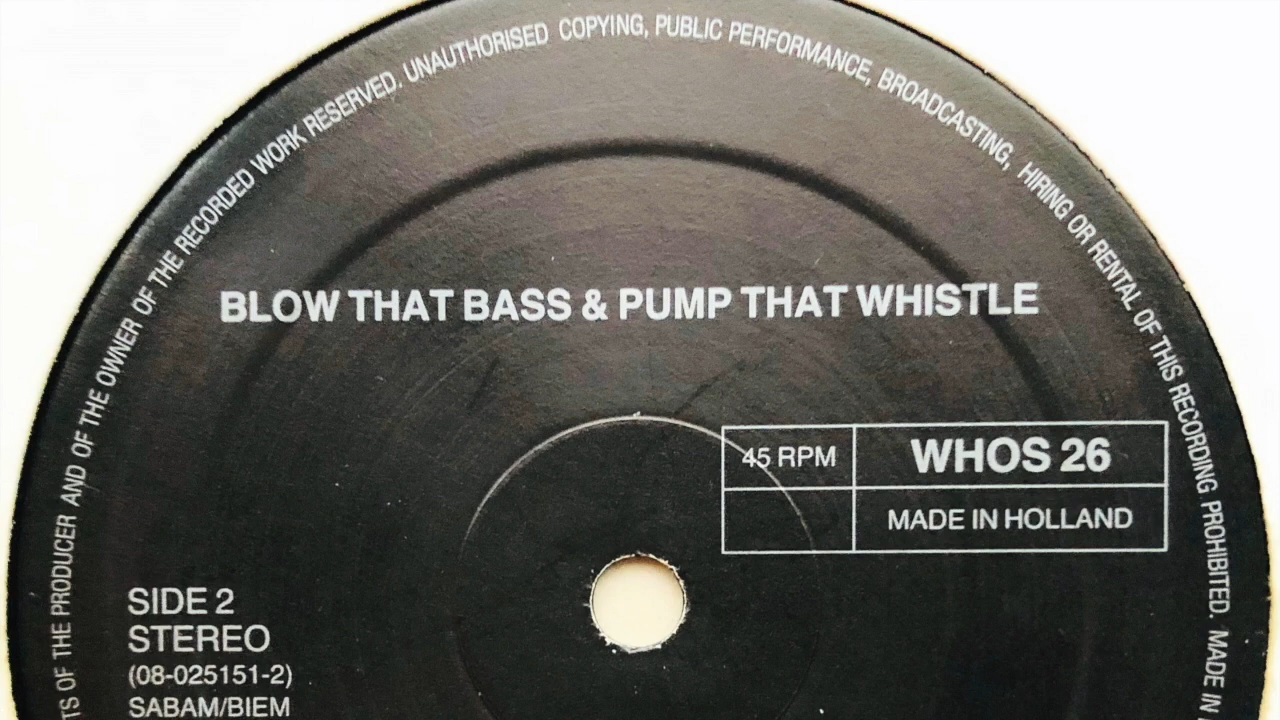 TS OF THE PRODUCER AND OF THE OWNER OF THE RECORDED WORK RESERVED. UNAUTHORISED COPYING, PUBLIC PERFORMANCE, BROADCASTING, HIRING OR RENTAL OF THIS RECORDING PROHIBITED. MADE IN
BLOW THAT BASS & PUMP THAT WHISTLE
45 RPM
WHOS 26
MADE IN HOLLAND
SIDE 2
STEREO
(08-025151-2)
SABAM/BIEM